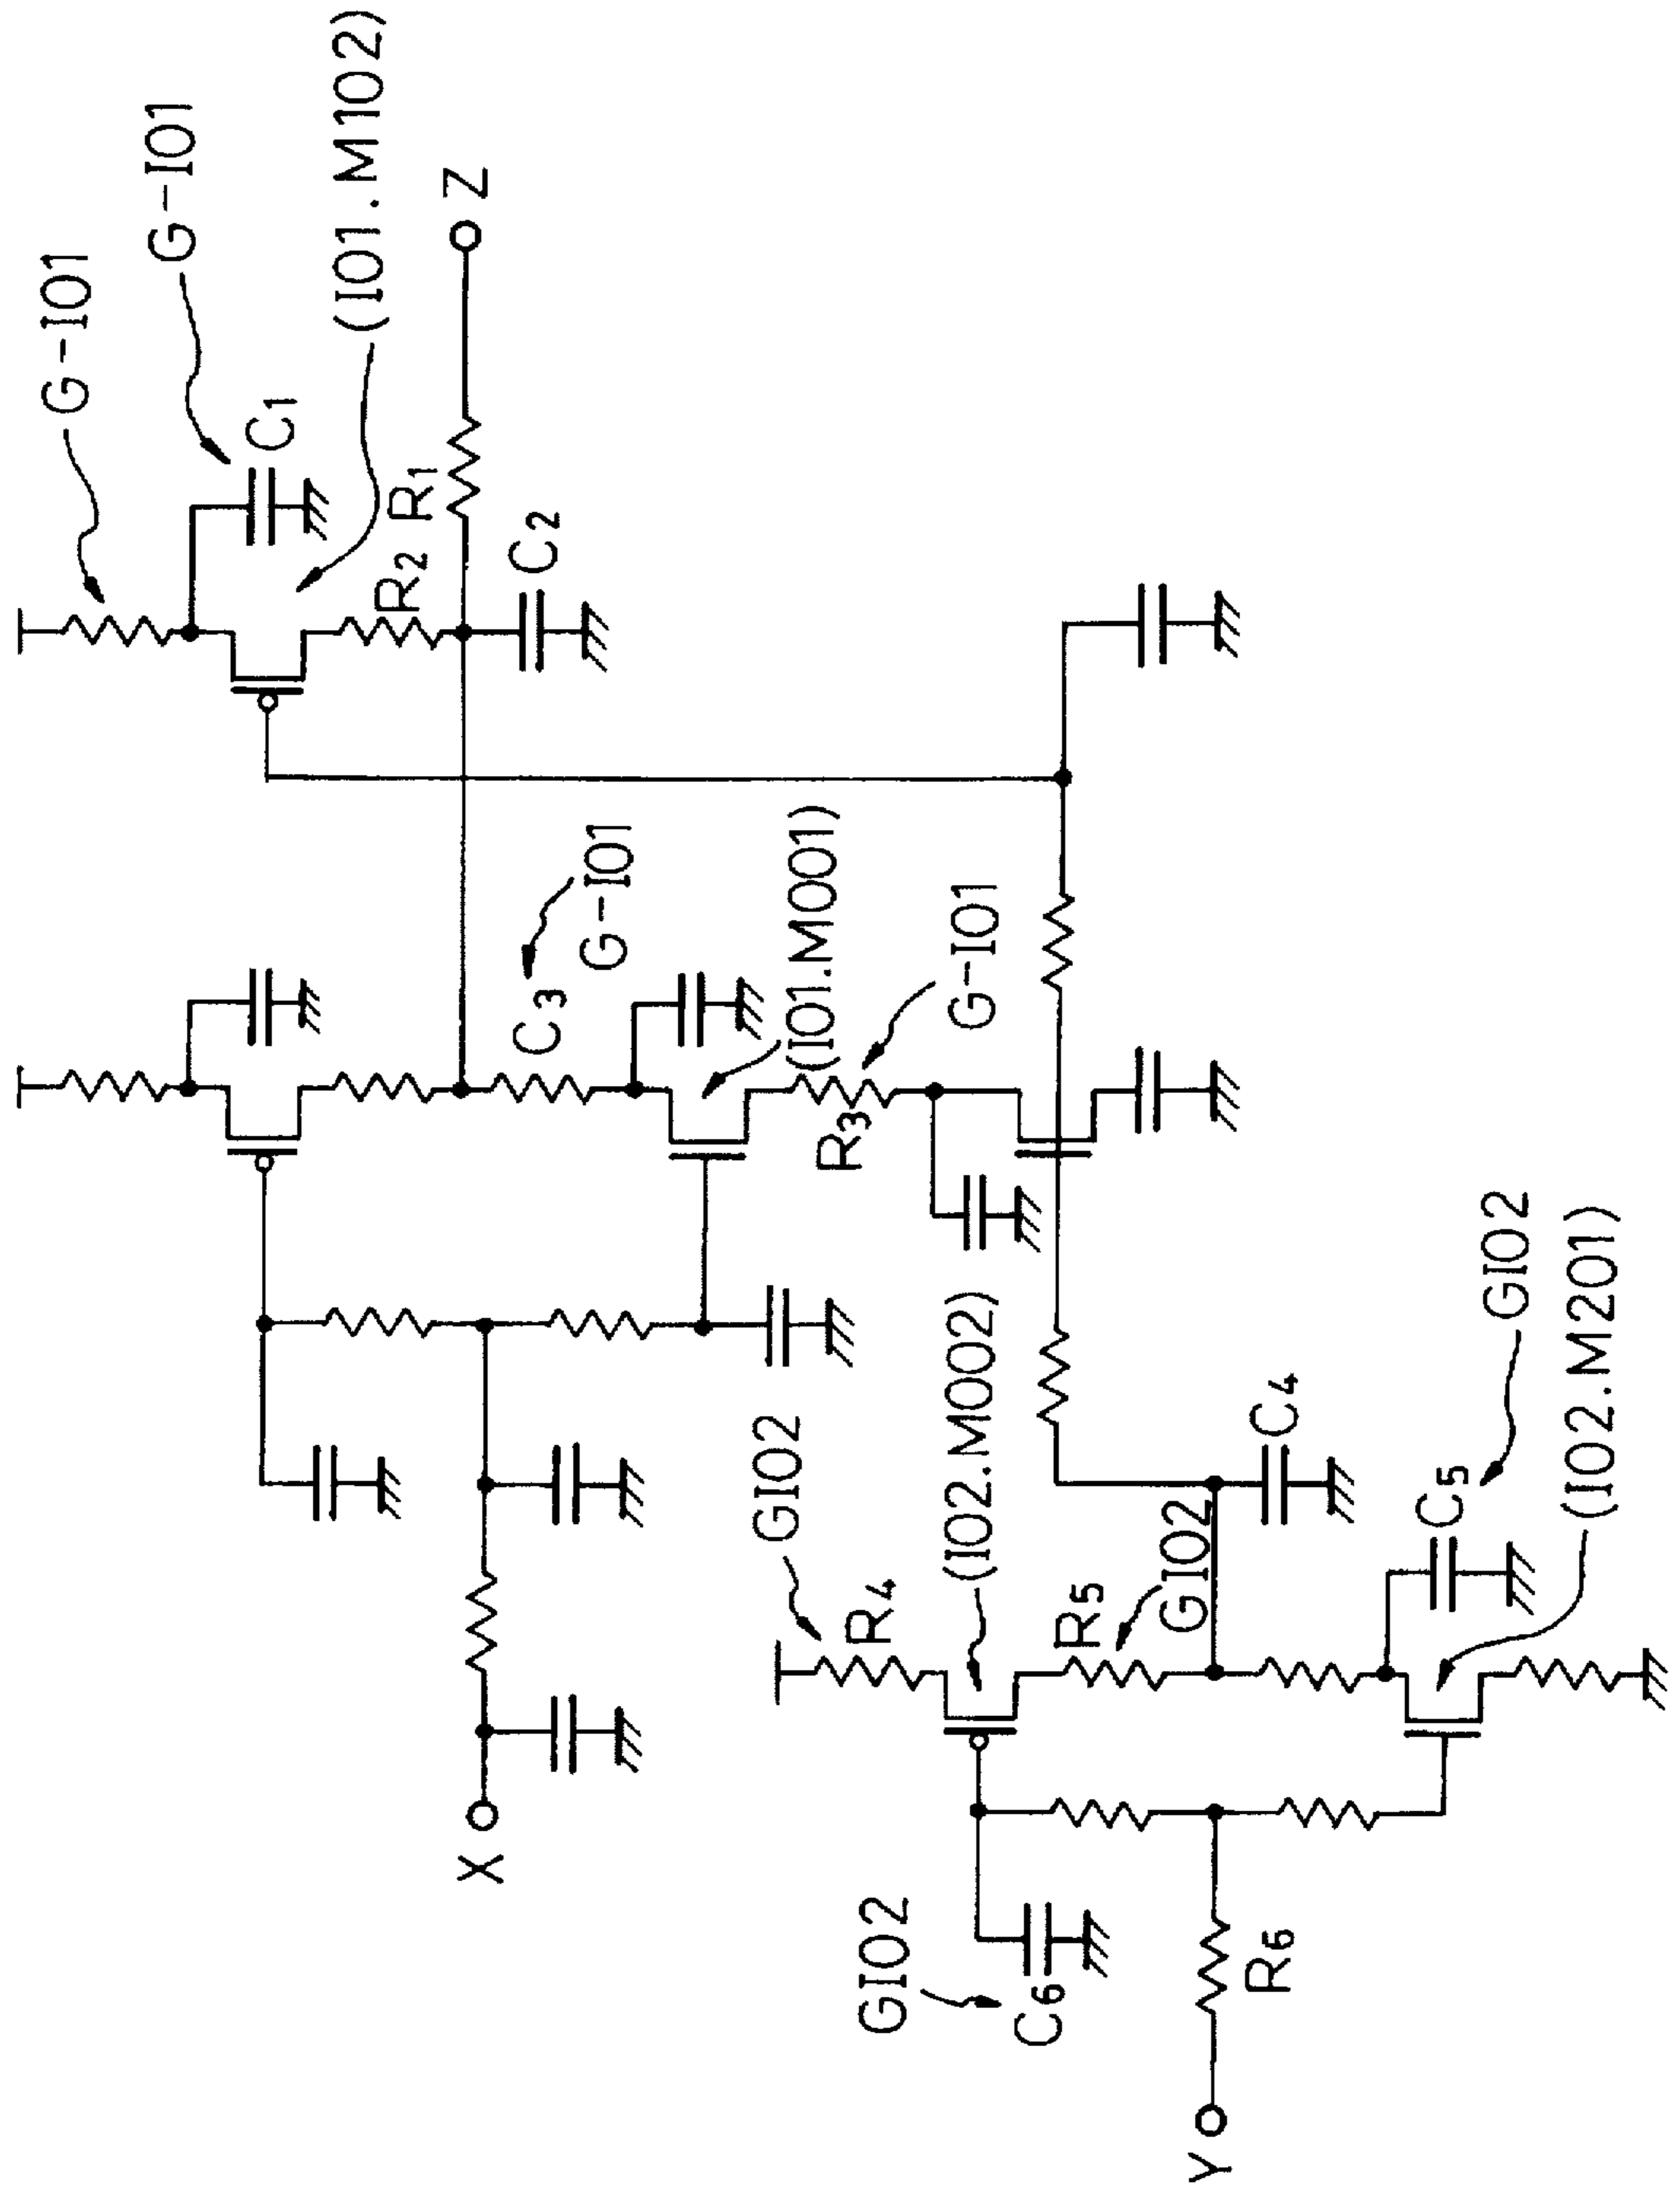 G-I01
G-I01
(I01.M102)
C1
Z
R1
R2
C2
C3
G-I01
(I01.M001)
G-I01
R3
X
GI02
R4
(I02.M002)
R5
GI02
C4
C5
GI02
(I02.M201)
GI02
C6
R6
Y